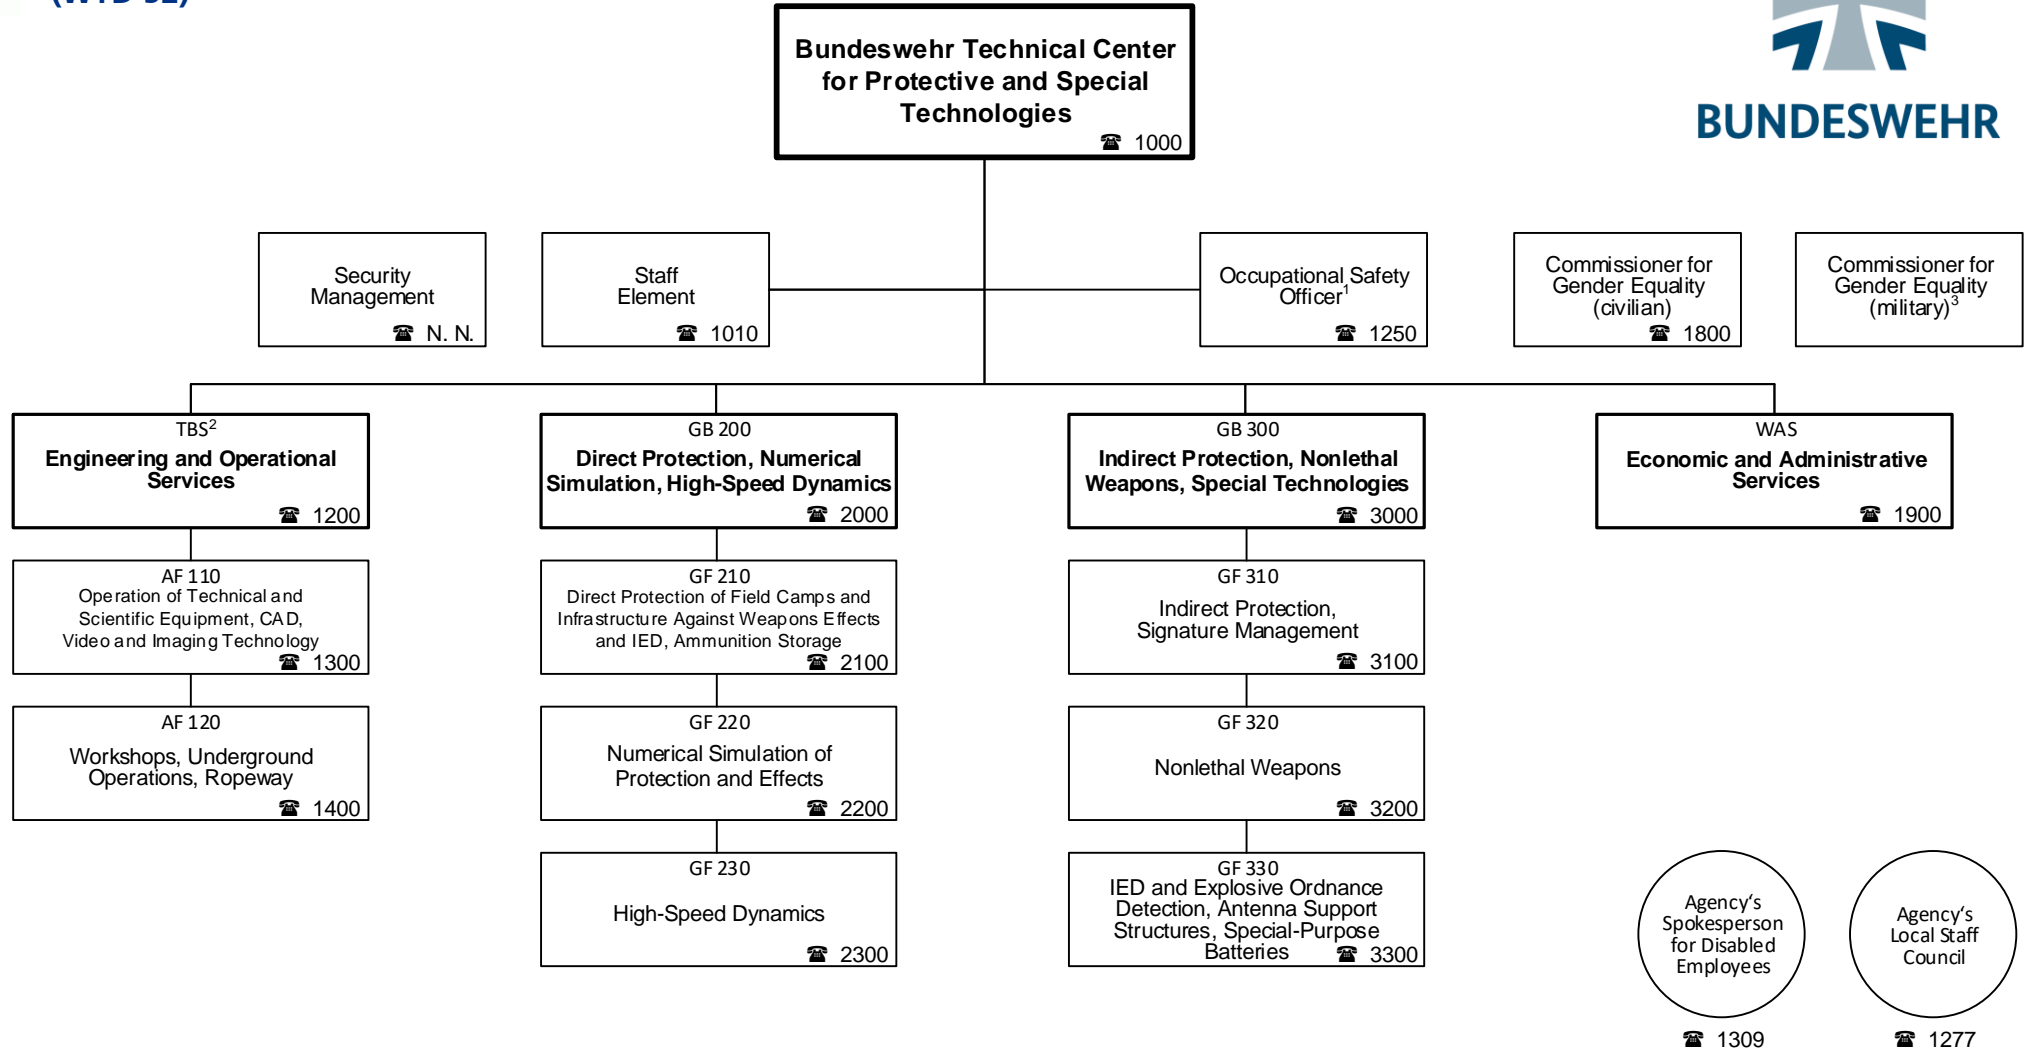 Bundeswehr Technical Center
for Protective and Special
Technologies
☎ 1000
BUNDESWEHR
Security
Management
☎ N. N.
Staff
Element
☎ 1010
Occupational Safety
Officer¹
☎ 1250
Commissioner for
Gender Equality
(civilian)
☎ 1800
Commissioner for
Gender Equality
(military)³
TBS²
Engineering and Operational
Services
☎ 1200
GB 200
Direct Protection, Numerical
Simulation, High-Speed Dynamics
☎ 2000
GB 300
Indirect Protection, Nonlethal
Weapons, Special Technologies
☎ 3000
WAS
Economic and Administrative
Services
☎ 1900
AF 110
Operation of Technical and
Scientific Equipment, CAD,
Video and Imaging Technology
☎ 1300
GF 210
Direct Protection of Field Camps and
Infrastructure Against Weapons Effects
and IED, Ammunition Storage
☎ 2100
GF 310
Indirect Protection,
Signature Management
☎ 3100
AF 120
Workshops, Underground
Operations, Ropeway
☎ 1400
GF 220
Numerical Simulation of
Protection and Effects
☎ 2200
GF 320
Nonlethal Weapons
☎ 3200
GF 230
High-Speed Dynamics
☎ 2300
GF 330
IED and Explosive Ordnance
Detection, Antenna Support
Structures, Special-Purpose
Batteries ☎ 3300
Agency‘s
Spokesperson
for Disabled
Employees
☎ 1309
Agency‘s
Local Staff
Council
☎ 1277